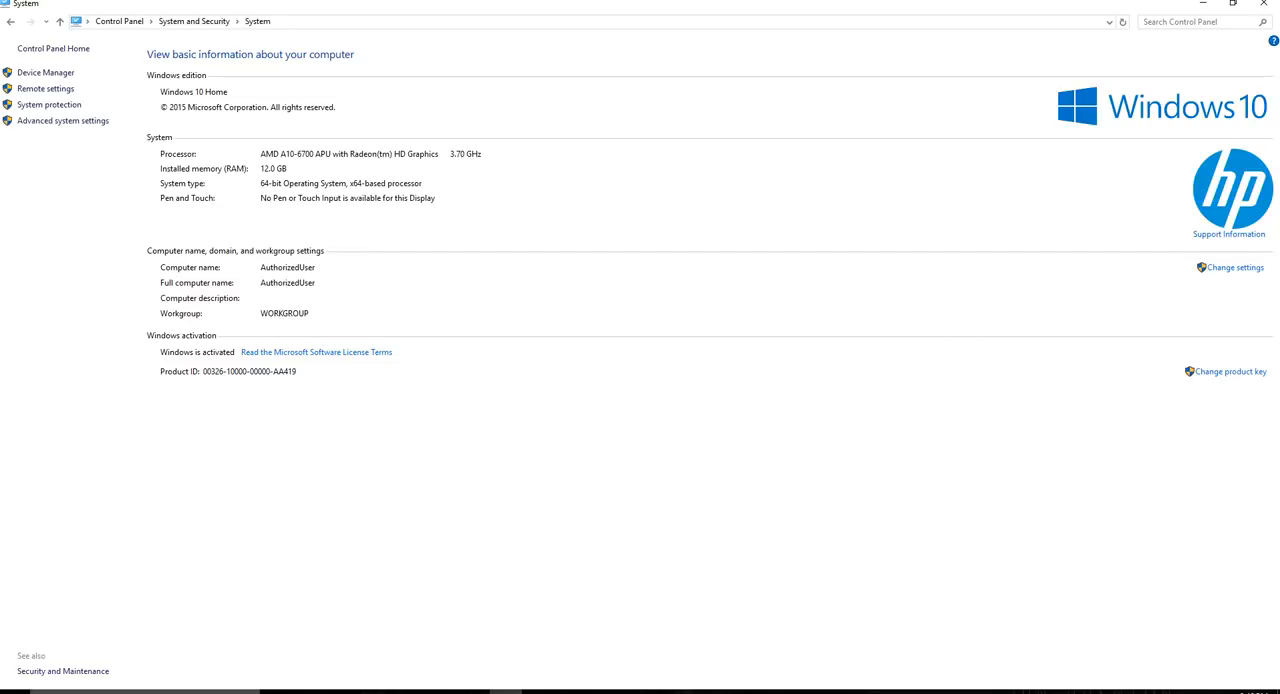 System
Control Panel > System and Security > System
Search Control Panel
Control Panel Home
Device Manager
Remote settings
System protection
Advanced system settings
View basic information about your computer
Windows edition
Windows 10 Home
© 2015 Microsoft Corporation. All rights reserved.
Windows 10
System
Processor: AMD A10-6700 APU with Radeon(tm) HD Graphics 3.70 GHz
Installed memory (RAM): 12.0 GB
System type: 64-bit Operating System, x64-based processor
Pen and Touch: No Pen or Touch Input is available for this Display
hp
Support Information
Computer name, domain, and workgroup settings
Computer name: AuthorizedUser
Change settings
Full computer name: AuthorizedUser
Computer description:
Workgroup: WORKGROUP
Windows activation
Windows is activated Read the Microsoft Software License Terms
Product ID: 00326-10000-00000-AA419
Change product key
See also
Security and Maintenance